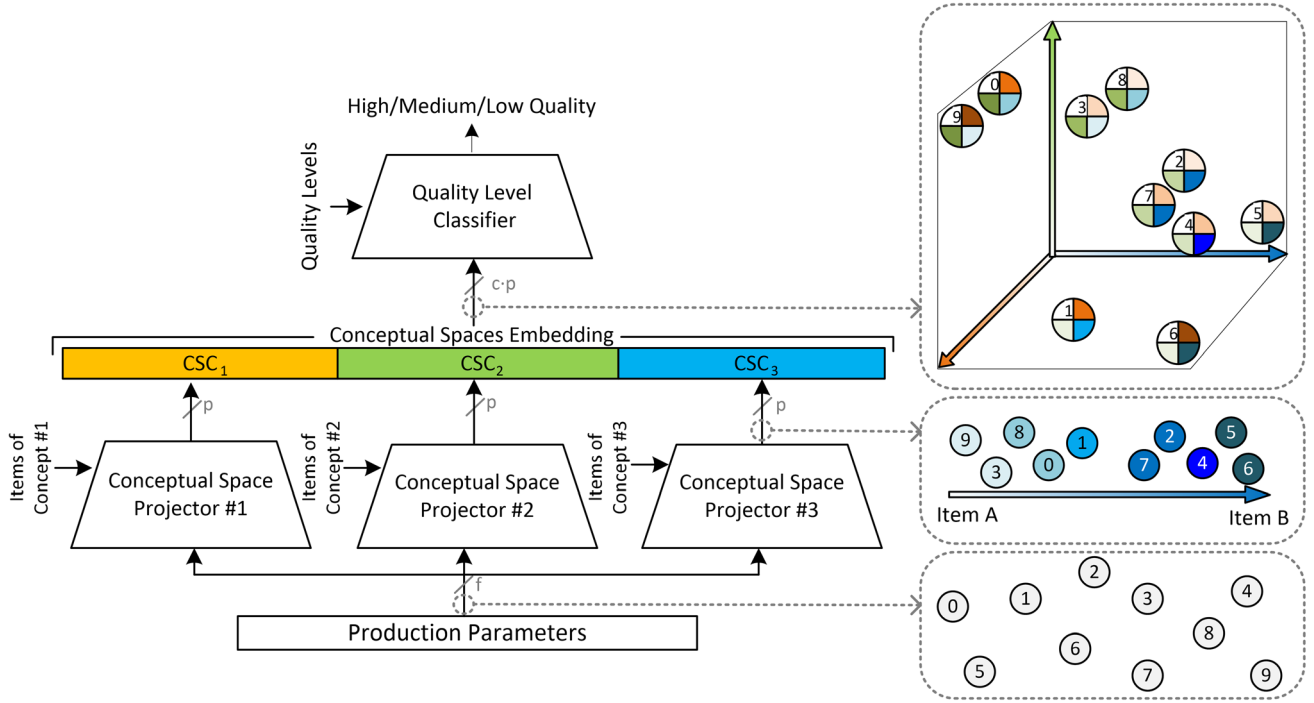 High/Medium/Low Quality
Quality Levels
Quality Level
Classifier
c·p
Conceptual Spaces Embedding
CSC1
CSC2
CSC3
p
p
p
Items of
Concept #1
Conceptual Space
Projector #1
Items of
Concept #2
Conceptual Space
Projector #2
Items of
Concept #3
Conceptual Space
Projector #3
f
Production Parameters
0
8
9
3
2
7
4
5
1
6
9
8
1
2
5
3
0
7
4
6
Item A
Item B
2
0
1
3
4
8
6
5
7
9